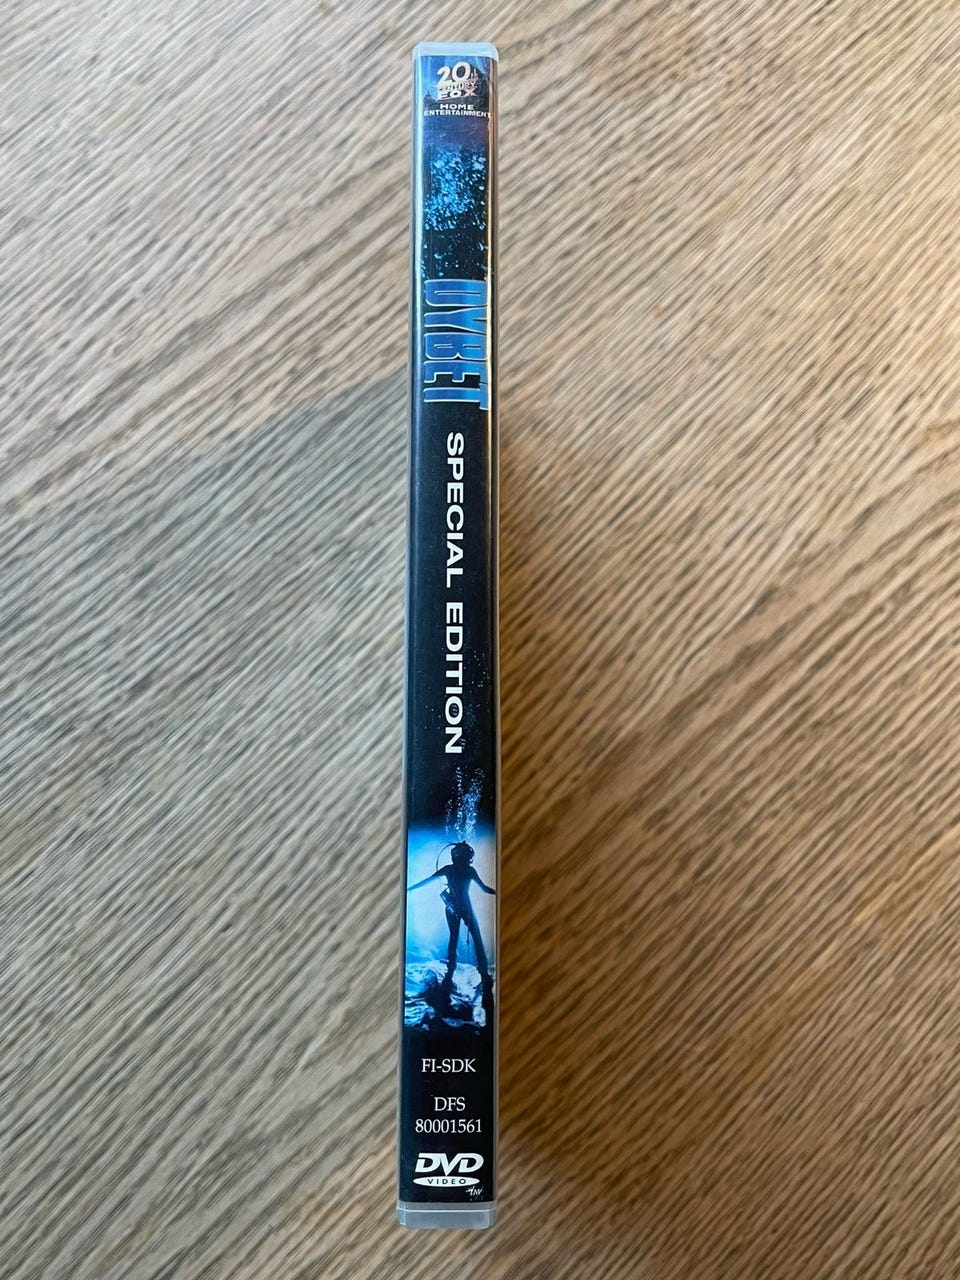 20th
CENTURY
FOX
HOME
ENTERTAINMENT
DYBET
SPECIAL EDITION
FI-SDK
DFS
80001561
DVD
VIDEO